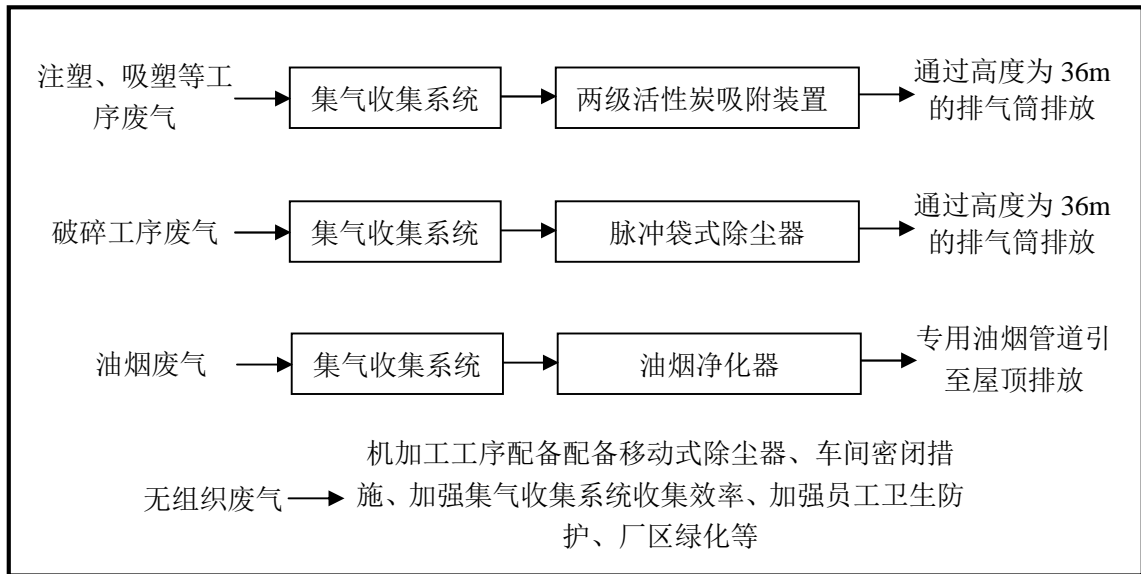 注塑、吸塑等工
序废气
集气收集系统
两级活性炭吸附装置
通过高度为 36m
的排气筒排放
破碎工序废气
集气收集系统
脉冲袋式除尘器
通过高度为 36m
的排气筒排放
油烟废气
集气收集系统
油烟净化器
专用油烟管道引
至屋顶排放
无组织废气
机加工工序配备配备移动式除尘器、车间密闭措
施、加强集气收集系统收集效率、加强员工卫生防
护、厂区绿化等